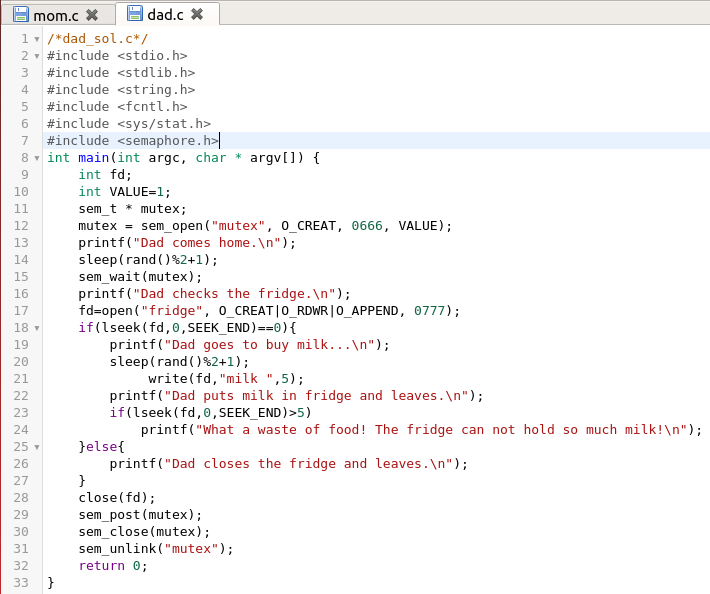 mom.c dad.c
1 /*dad_sol.c*/
2 #include <stdio.h>
3 #include <stdlib.h>
4 #include <string.h>
5 #include <fcntl.h>
6 #include <sys/stat.h>
7 #include <semaphore.h>
8 int main(int argc, char * argv[]) {
9     int fd;
10     int VALUE=1;
11     sem_t * mutex;
12     mutex = sem_open("mutex", O_CREAT, 0666, VALUE);
13     printf("Dad comes home.\n");
14     sleep(rand()%2+1);
15     sem_wait(mutex);
16     printf("Dad checks the fridge.\n");
17     fd=open("fridge", O_CREAT|O_RDWR|O_APPEND, 0777);
18     if(lseek(fd,0,SEEK_END)==0){
19         printf("Dad goes to buy milk...\n");
20         sleep(rand()%2+1);
21              write(fd,"milk ",5);
22         printf("Dad puts milk in fridge and leaves.\n");
23         if(lseek(fd,0,SEEK_END)>5)
24             printf("What a waste of food! The fridge can not hold so much milk!\n");
25     }else{
26         printf("Dad closes the fridge and leaves.\n");
27     }
28     close(fd);
29     sem_post(mutex);
30     sem_close(mutex);
31     sem_unlink("mutex");
32     return 0;
33 }